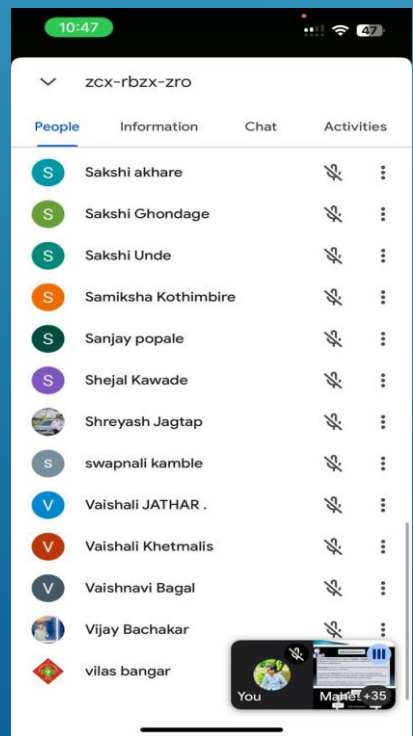 10:47
47
zcx-rbzx-zro
People Information Chat Activities
S Sakshi akhare
S Sakshi Ghondage
S Sakshi Unde
S Samiksha Kothimbire
S Sanjay popale
S Shejal Kawade
Shreyash Jagtap
s swapnali kamble
V Vaishali JATHAR .
V Vaishali Khetmalis
V Vaishnavi Bagal
Vijay Bachakar
vilas bangar
You +35